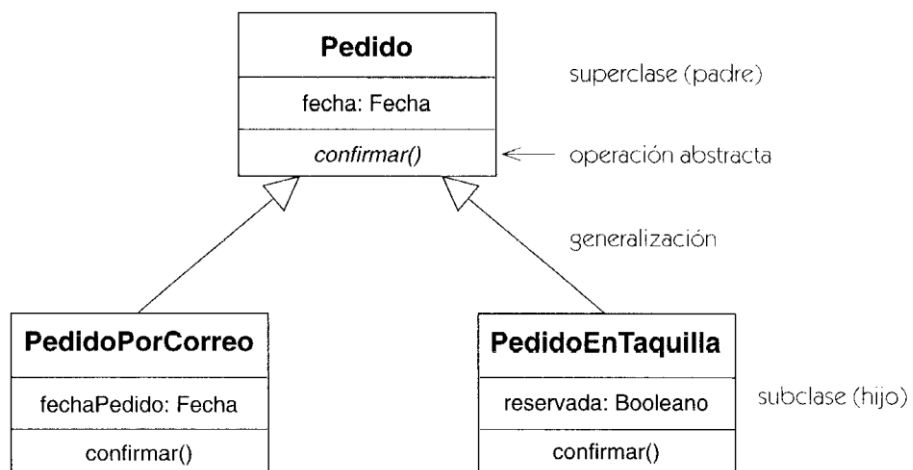 Pedido
superclase (padre)
fecha: Fecha
confirmar()
operación abstracta
generalización
PedidoPorCorreo
PedidoEnTaquilla
fechaPedido: Fecha
reservada: Booleano
subclase (hijo)
confirmar()
confirmar()